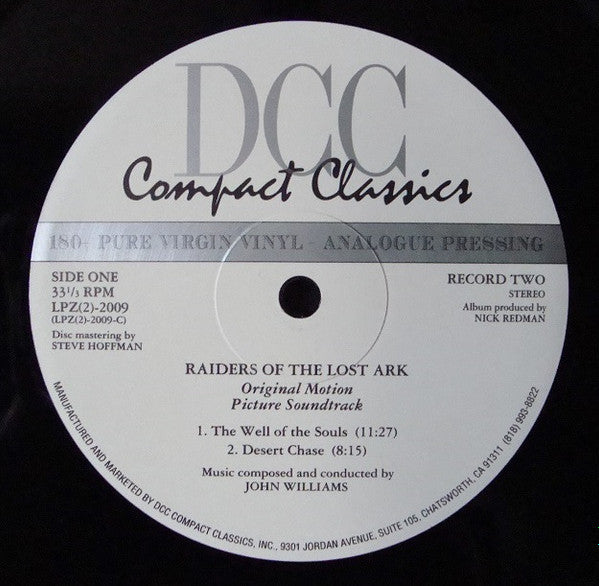 DCC
Compact Classics
180- PURE VIRGIN VINYL - ANALOGUE PRESSING
SIDE ONE
33 1/3 RPM
LPZ(2)-2009
(LPZ(2)-2009-C)
Disc mastering by
STEVE HOFFMAN
RECORD TWO
STEREO
Album produced by
NICK REDMAN
RAIDERS OF THE LOST ARK
Original Motion
Picture Soundtrack
1. The Well of the Souls (11:27)
2. Desert Chase (8:15)
Music composed and conducted by
JOHN WILLIAMS
MANUFACTURED AND MARKETED BY DCC COMPACT CLASSICS, INC., 9301 JORDAN AVENUE, SUITE 105, CHATSWORTH, CA 91311 (818) 993-8822